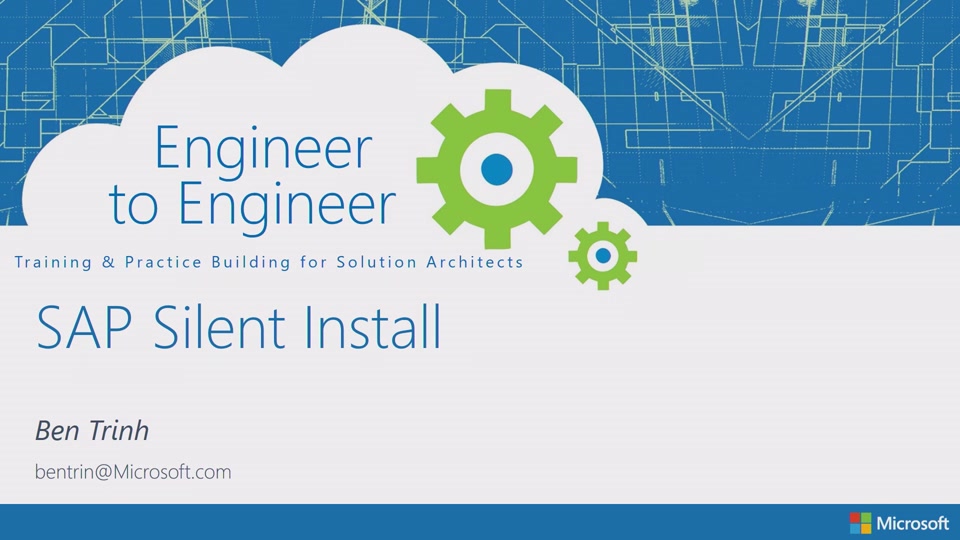 Engineer
to Engineer
Training & Practice Building for Solution Architects
SAP Silent Install
Ben Trinh
bentrin@Microsoft.com
Microsoft